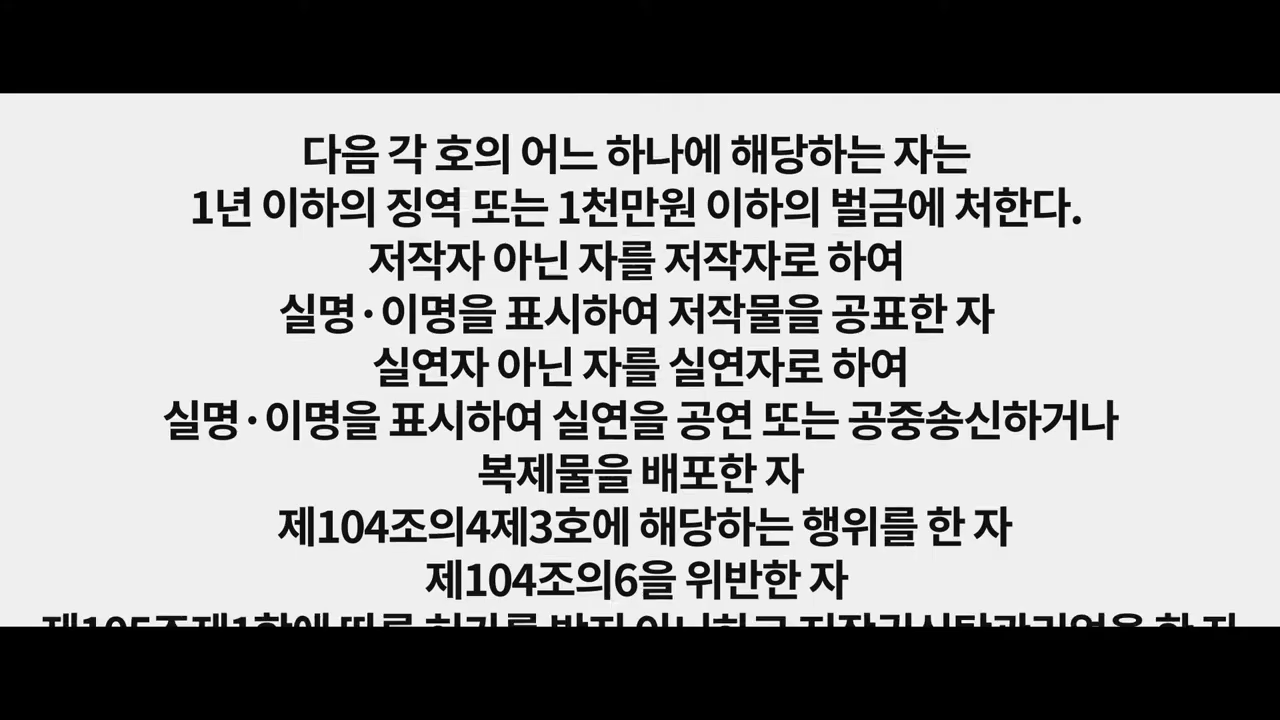 다음 각 호의 어느 하나에 해당하는 자는
1년 이하의 징역 또는 1천만원 이하의 벌금에 처한다.
저작자 아닌 자를 저작자로 하여
실명·이명을 표시하여 저작물을 공표한 자
실연자 아닌 자를 실연자로 하여
실명·이명을 표시하여 실연을 공연 또는 공중송신하거나
복제물을 배포한 자
제104조의4제3호에 해당하는 행위를 한 자
제104조의6을 위반한 자